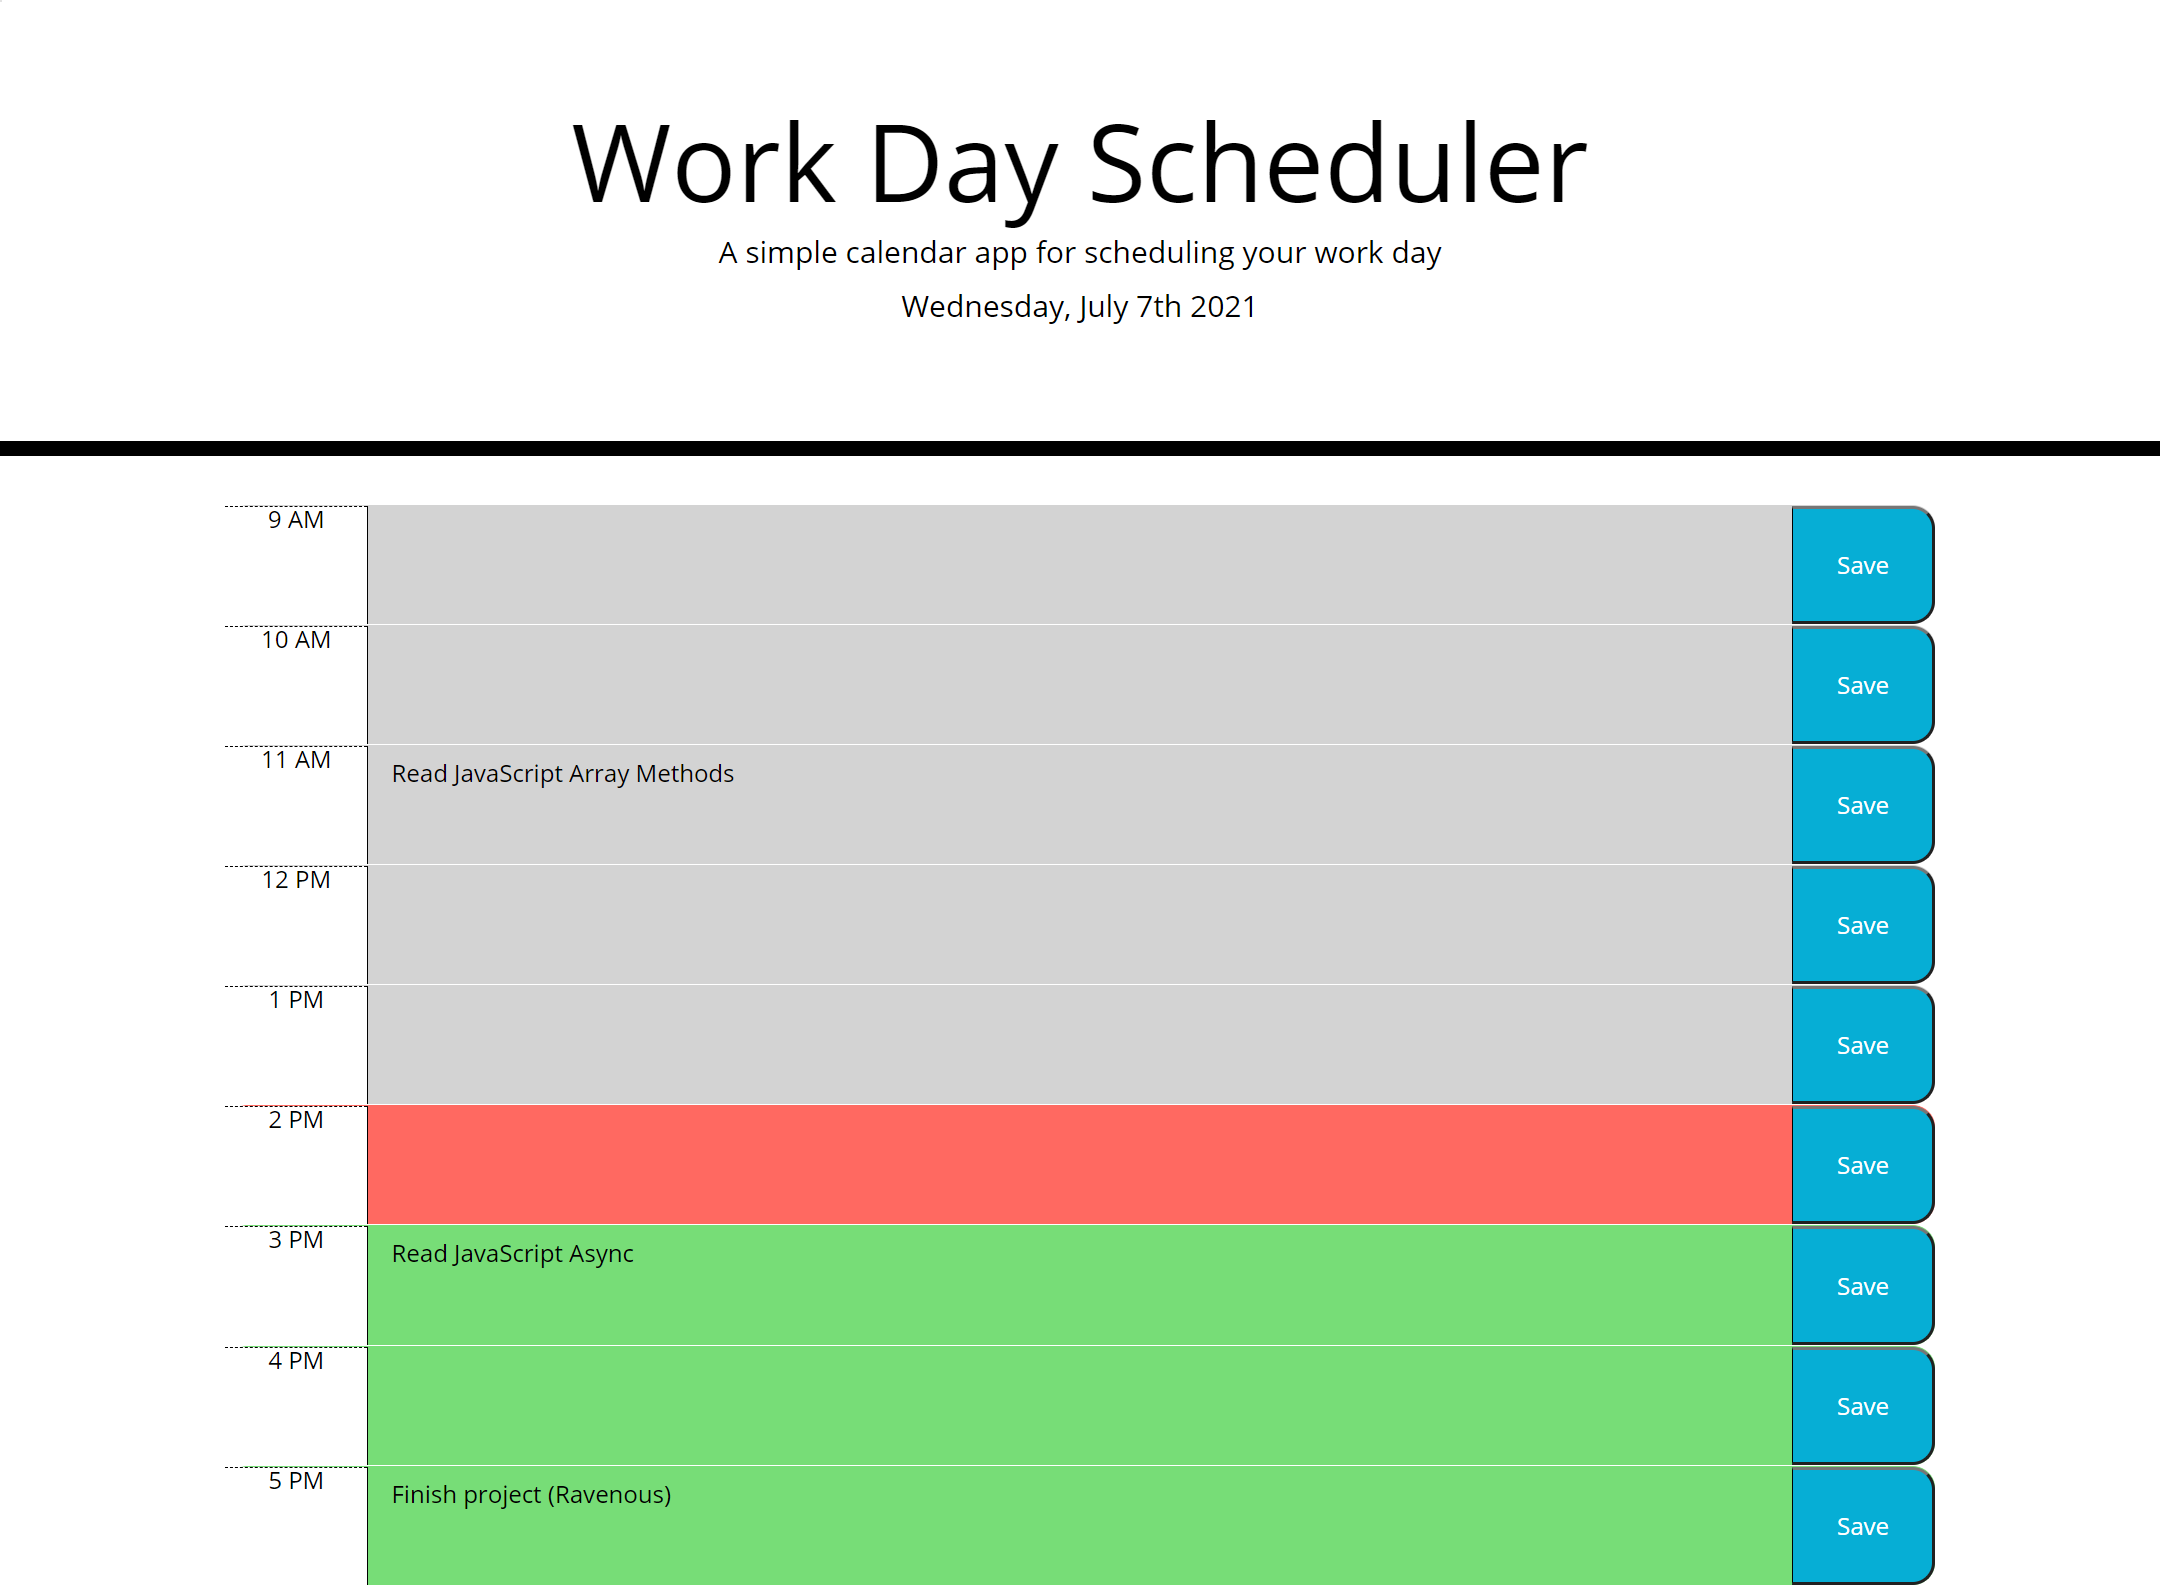 Work Day Scheduler
A simple calendar app for scheduling your work day
Wednesday, July 7th 2021
9 AM
Save
10 AM
Save
11 AM
Read JavaScript Array Methods
Save
12 PM
Save
1 PM
Save
2 PM
Save
3 PM
Read JavaScript Async
Save
4 PM
Save
5 PM
Finish project (Ravenous)
Save